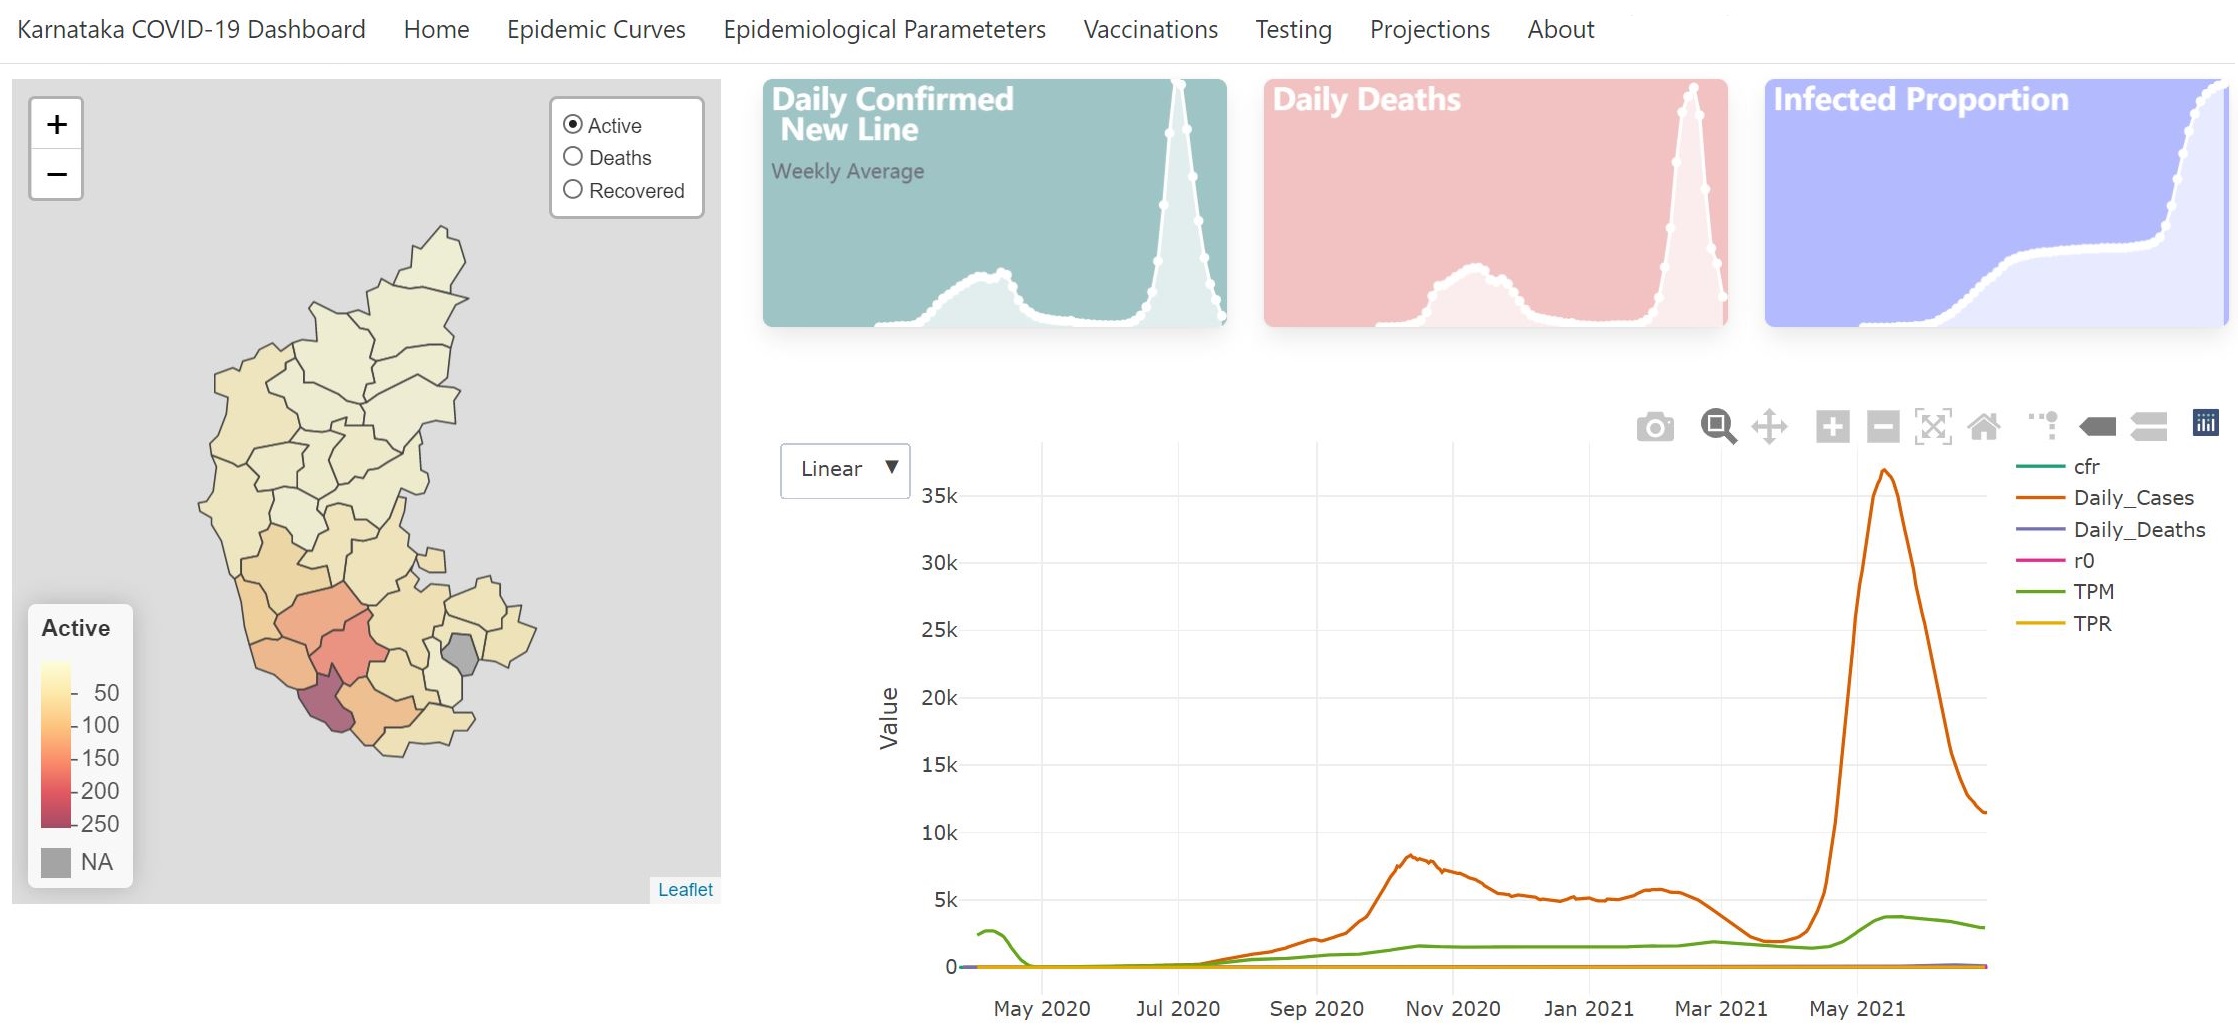 Karnataka COVID-19 Dashboard Home Epidemic Curves Epidemiological Parameteters Vaccinations Testing Projections About
+
−
Active
Deaths
Recovered
Active
50
100
150
200
250
NA
Leaflet
Daily Confirmed
New Line
Weekly Average
Daily Deaths
Infected Proportion
Linear ▼
Value
35k
30k
25k
20k
15k
10k
5k
0
May 2020 Jul 2020 Sep 2020 Nov 2020 Jan 2021 Mar 2021 May 2021
cfr
Daily_Cases
Daily_Deaths
r0
TPM
TPR